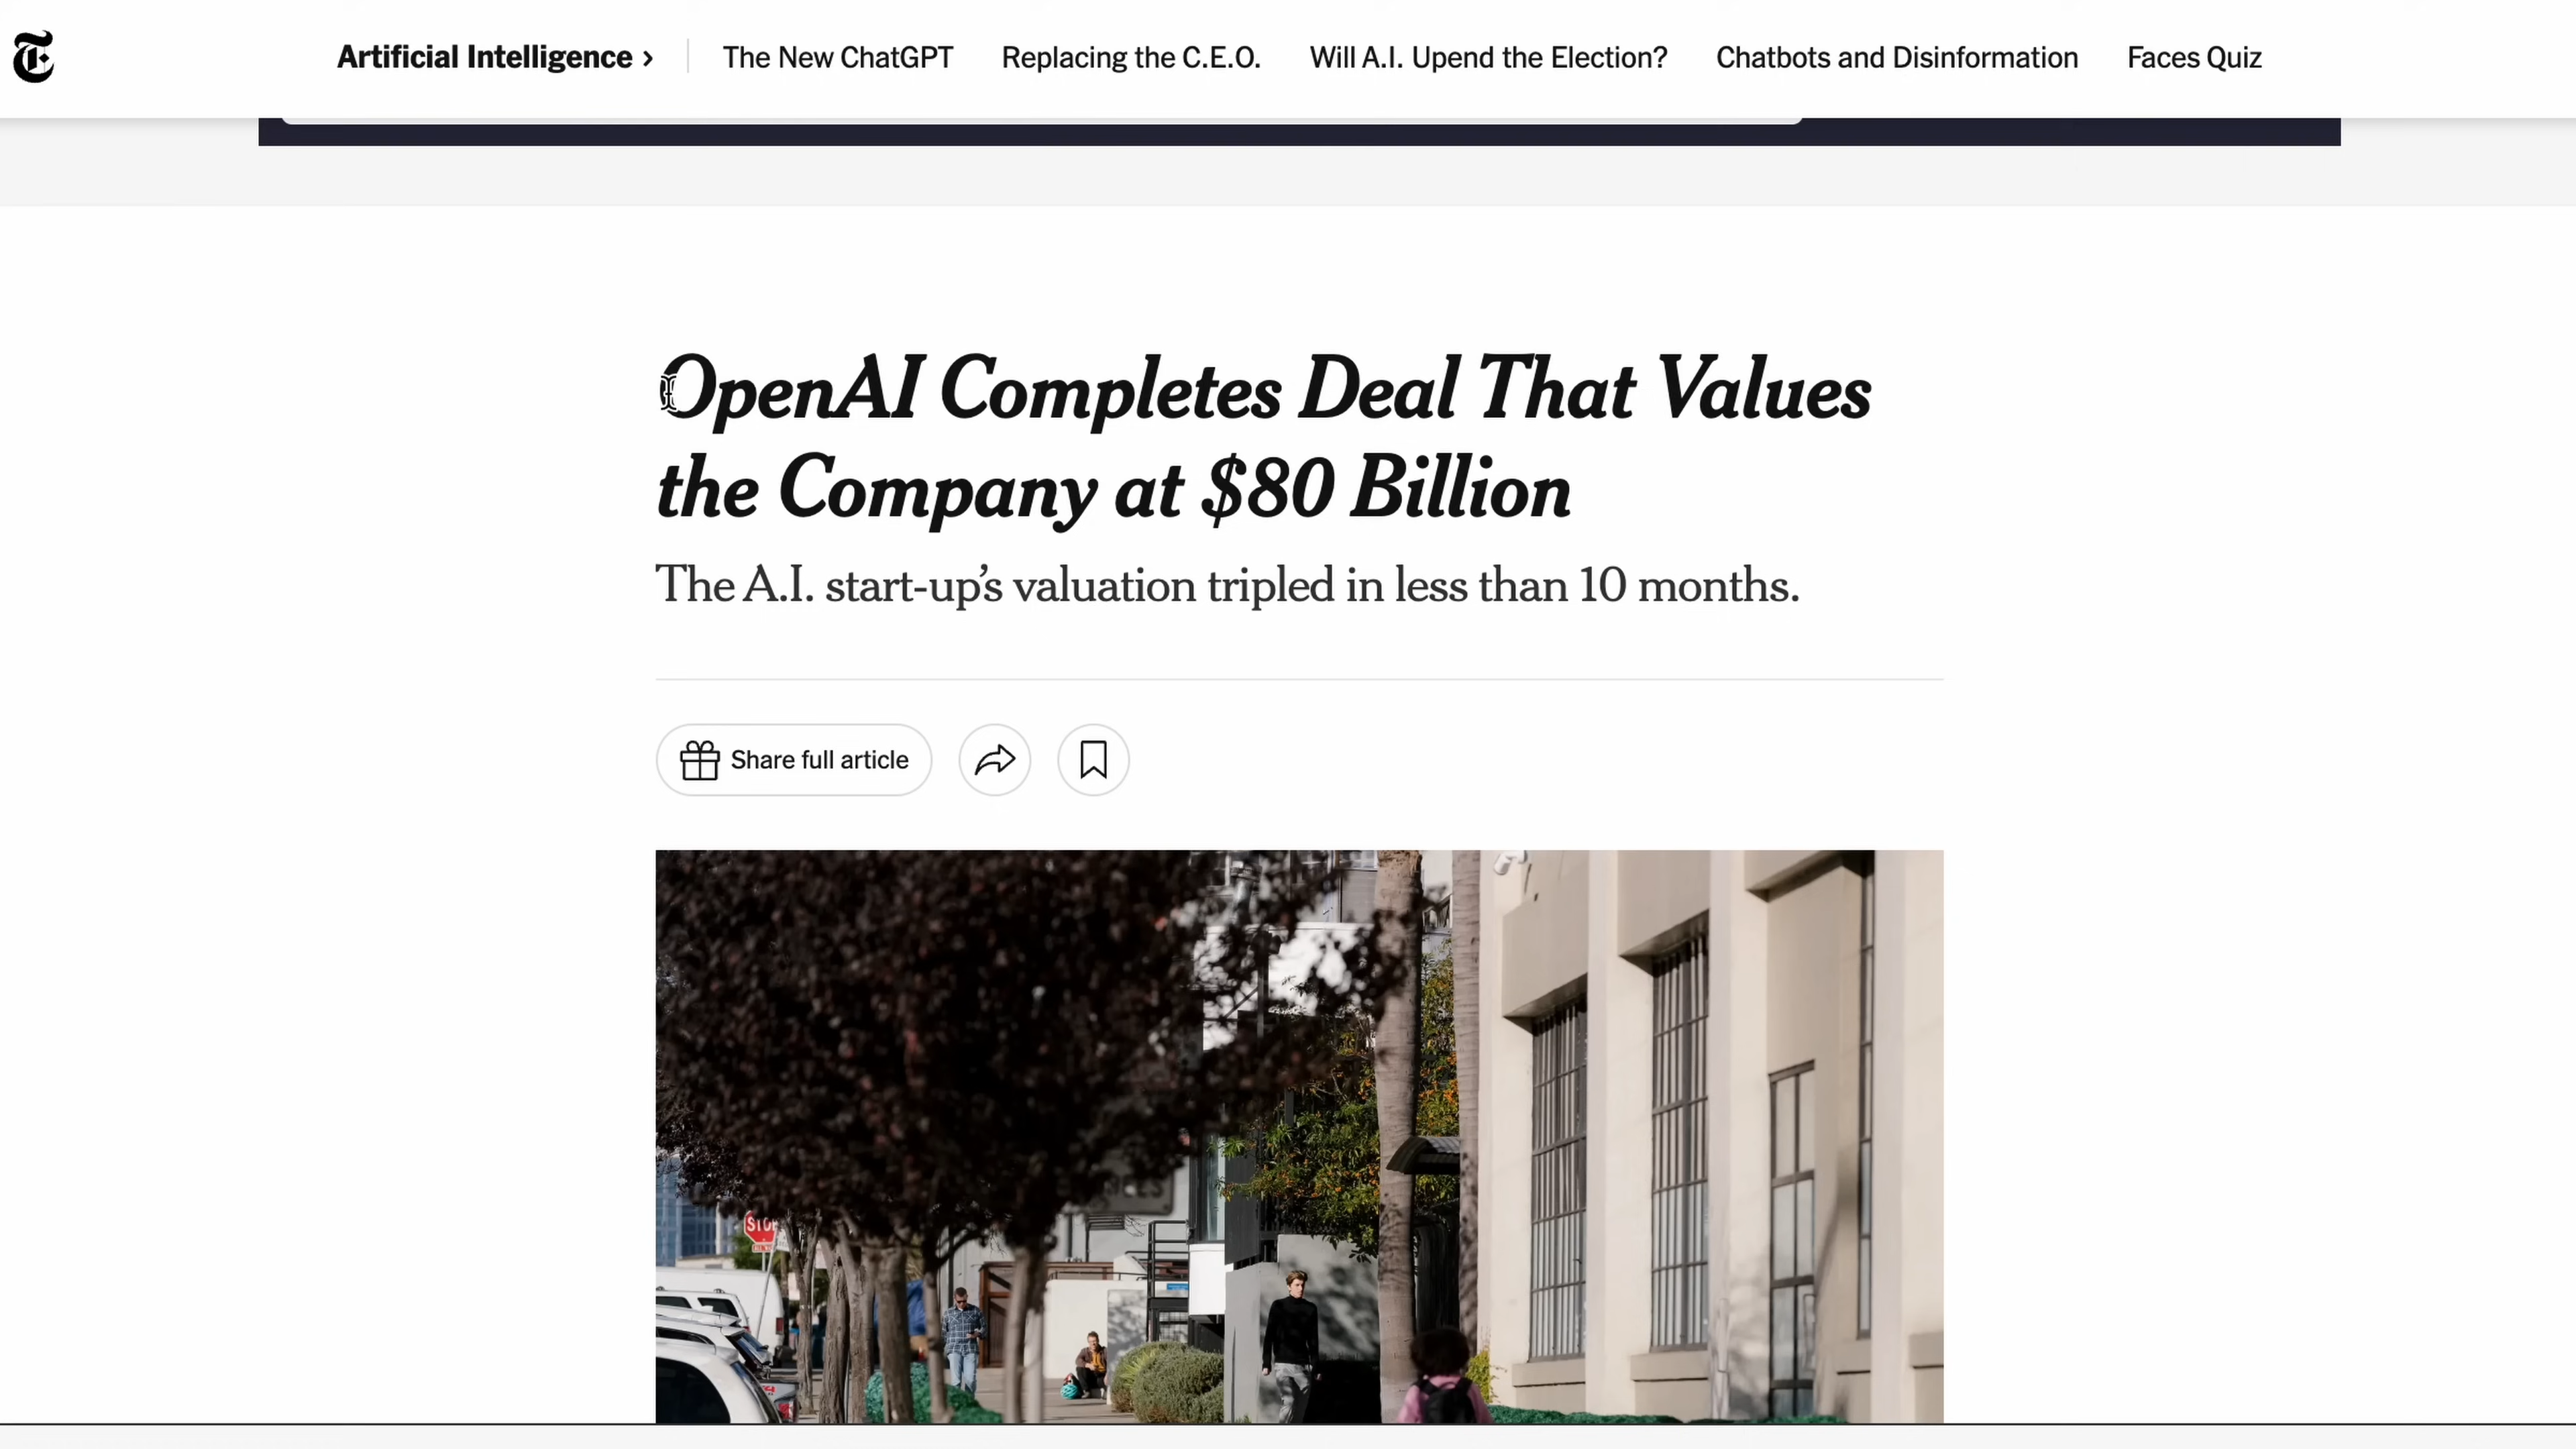 T
Artificial Intelligence ›
The New ChatGPT
Replacing the C.E.O.
Will A.I. Upend the Election?
Chatbots and Disinformation
Faces Quiz
OpenAI Completes Deal That Values
the Company at $80 Billion
The A.I. start-up’s valuation tripled in less than 10 months.
Share full article
STOP